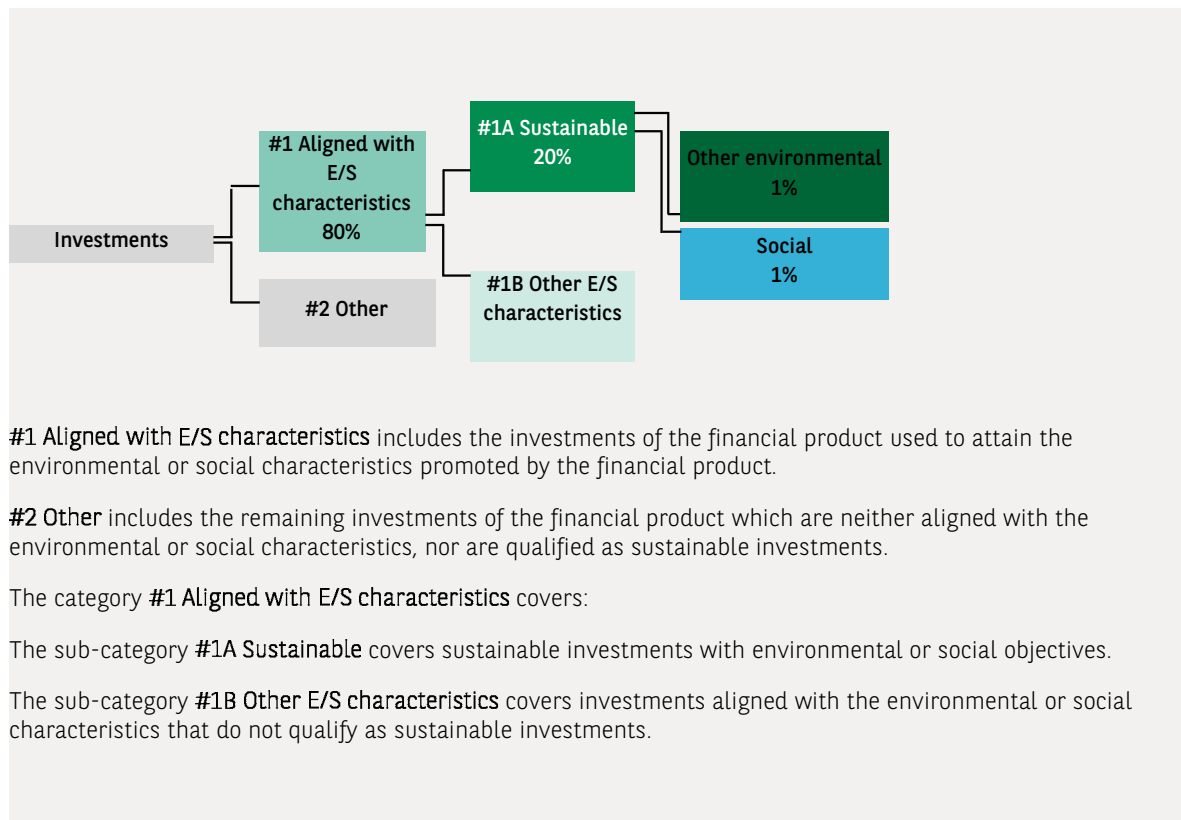 #1A Sustainable
20%
#1 Aligned with
E/S
characteristics
80%
Other environmental
1%
Investments
Social
1%
#1B Other E/S
characteristics
#2 Other
#1 Aligned with E/S characteristics includes the investments of the financial product used to attain the
environmental or social characteristics promoted by the financial product.
#2 Other includes the remaining investments of the financial product which are neither aligned with the
environmental or social characteristics, nor are qualified as sustainable investments.
The category #1 Aligned with E/S characteristics covers:
The sub-category #1A Sustainable covers sustainable investments with environmental or social objectives.
The sub-category #1B Other E/S characteristics covers investments aligned with the environmental or social
characteristics that do not qualify as sustainable investments.